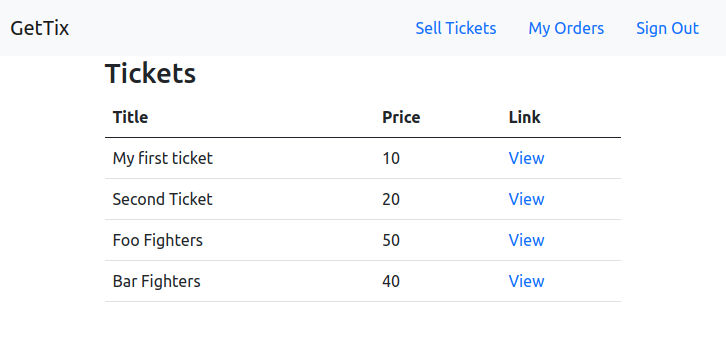 GetTix Sell Tickets My Orders Sign Out
Tickets
Title Price Link
My first ticket 10 View
Second Ticket 20 View
Foo Fighters 50 View
Bar Fighters 40 View